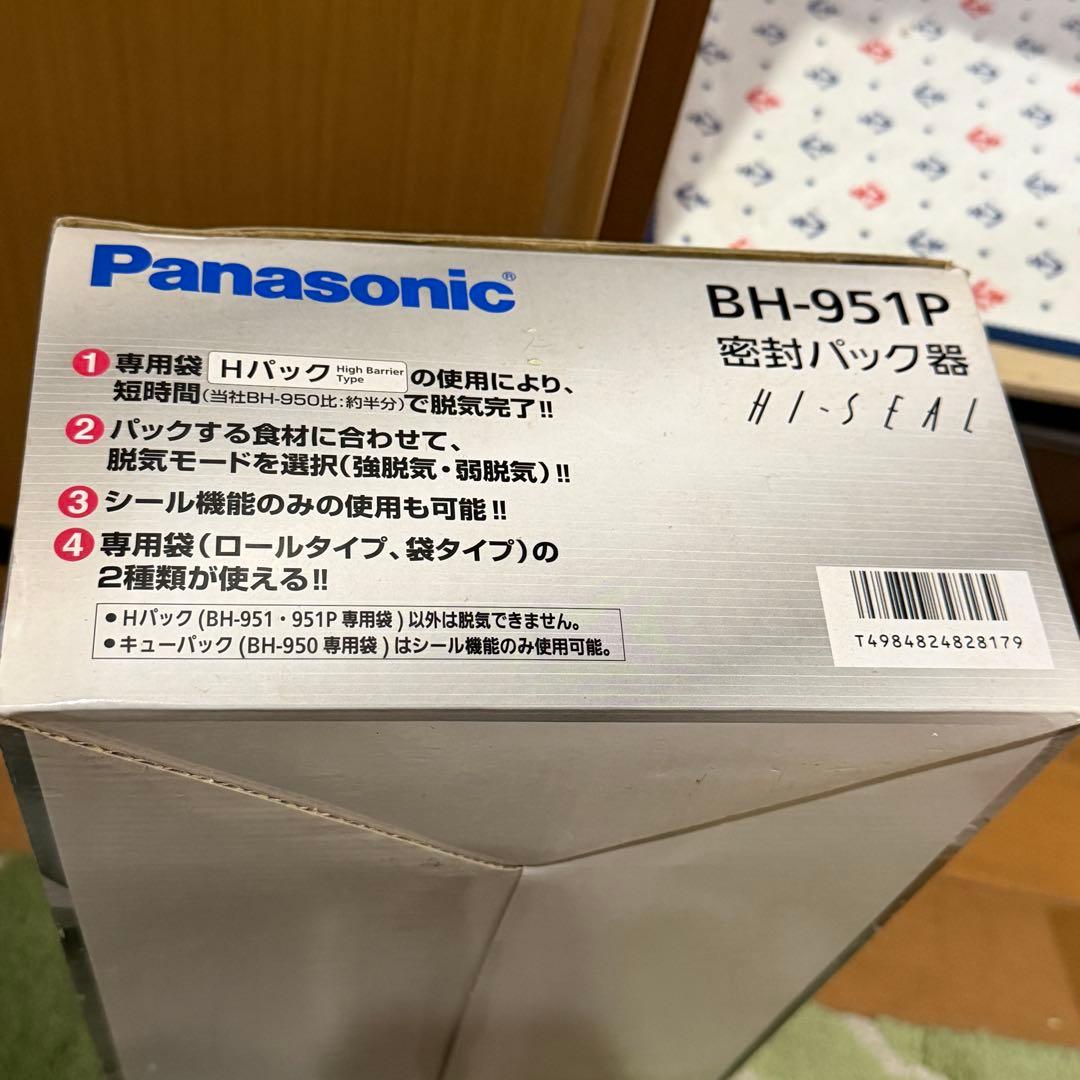 Panasonic®
BH-951P
密封パック器
HI-SEAL
1 専用袋 Hパック High Barrier Type の使用により、
短時間(当社BH-950比:約半分)で脱気完了!!
2 パックする食材に合わせて、
脱気モードを選択(強脱気・弱脱気)!!
3 シール機能のみの使用も可能!!
4 専用袋(ロールタイプ、袋タイプ)の
2種類が使える!!
●Hパック(BH-951・951P専用袋)以外は脱気できません。
●キューパック(BH-950専用袋)はシール機能のみ使用可能。
T4984824828179